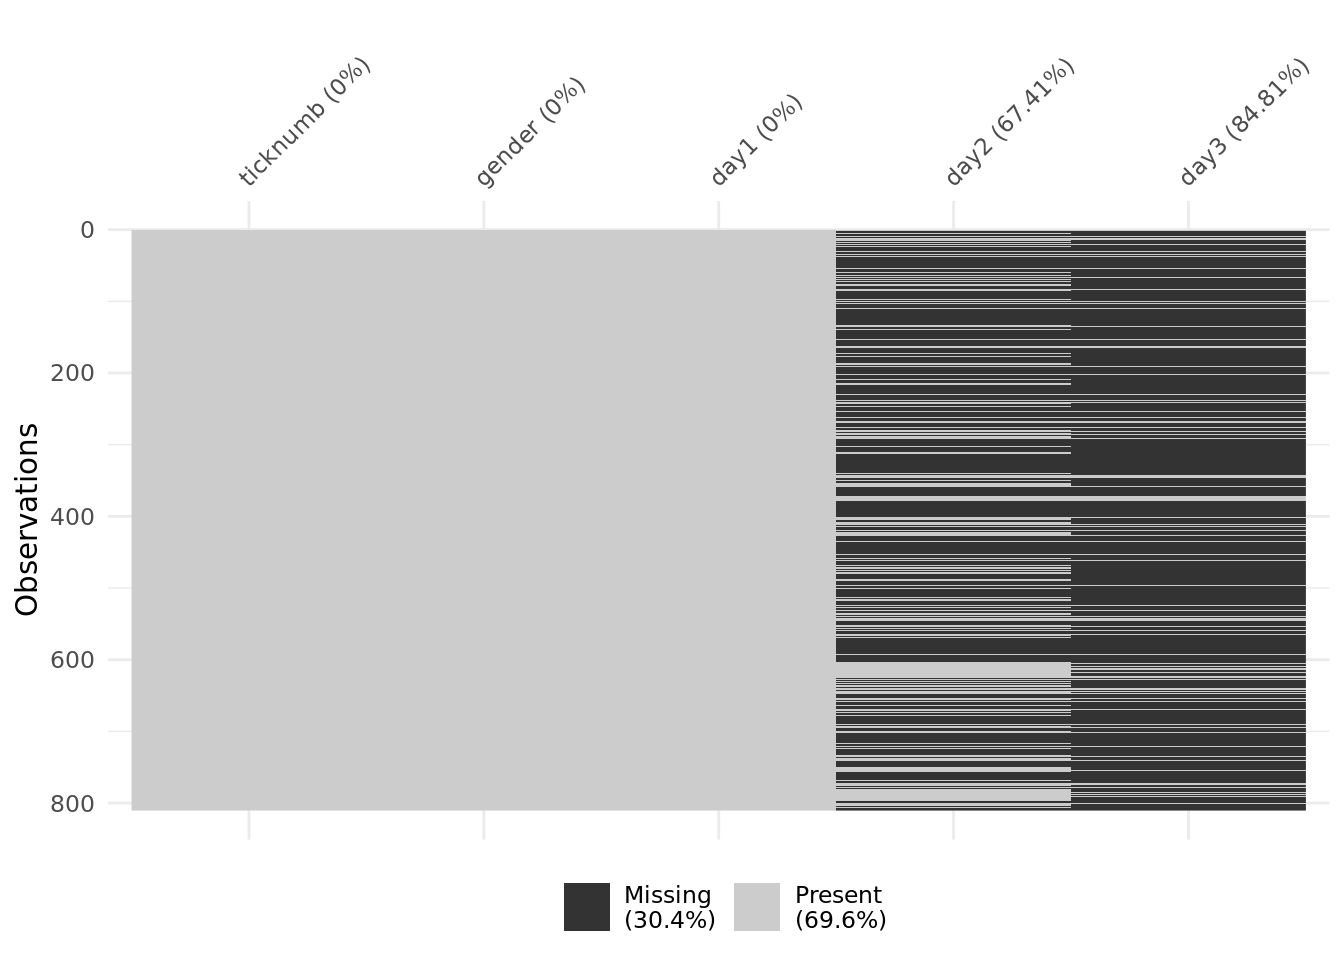 ticknumb (0%)
gender (0%)
day1 (0%)
day2 (67.41%)
day3 (84.81%)
0
200
400
600
800
Observations
Missing
(30.4%)
Present
(69.6%)